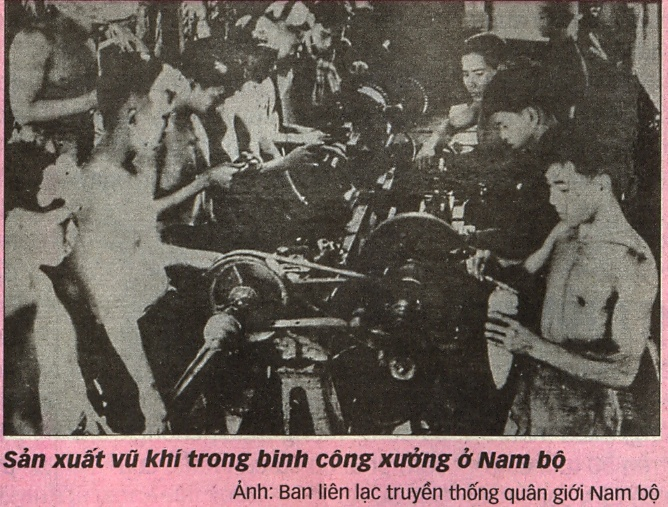 Sản xuất vũ khí trong binh công xưởng ở Nam bộ
Ảnh: Ban liên lạc truyền thống quân giới Nam bộ